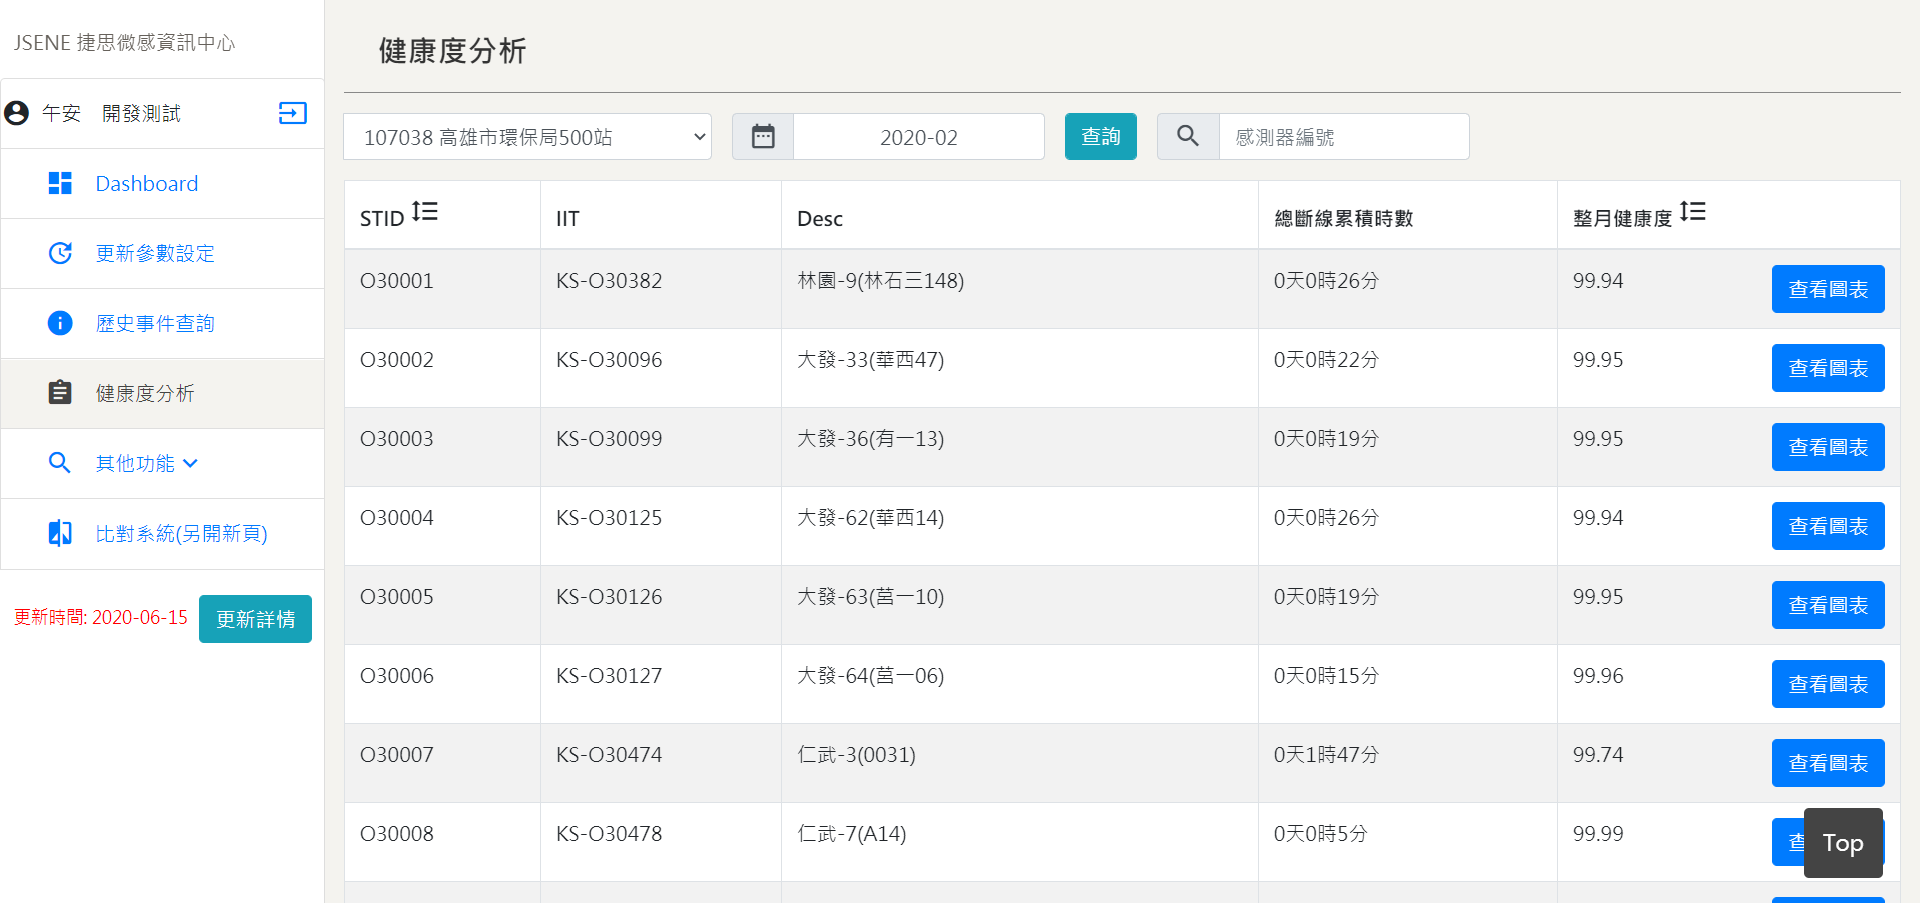 JSENE 捷思微感資訊中心
午安 開發測試
Dashboard
更新參數設定
歷史事件查詢
健康度分析
其他功能
比對系統(另開新頁)
更新時間: 2020-06-15 更新詳情
健康度分析
107038 高雄市環保局500站 2020-02 查詢 感測器編號
STID IIT Desc 總斷線累積時數 整月健康度
O30001 KS-O30382 林園-9(林石三148) 0天0時26分 99.94 查看圖表
O30002 KS-O30096 大發-33(華西47) 0天0時22分 99.95 查看圖表
O30003 KS-O30099 大發-36(有一13) 0天0時19分 99.95 查看圖表
O30004 KS-O30125 大發-62(華西14) 0天0時26分 99.94 查看圖表
O30005 KS-O30126 大發-63(莒一10) 0天0時19分 99.95 查看圖表
O30006 KS-O30127 大發-64(莒一06) 0天0時15分 99.96 查看圖表
O30007 KS-O30474 仁武-3(0031) 0天1時47分 99.74 查看圖表
O30008 KS-O30478 仁武-7(A14) 0天0時5分 99.99 查
Top